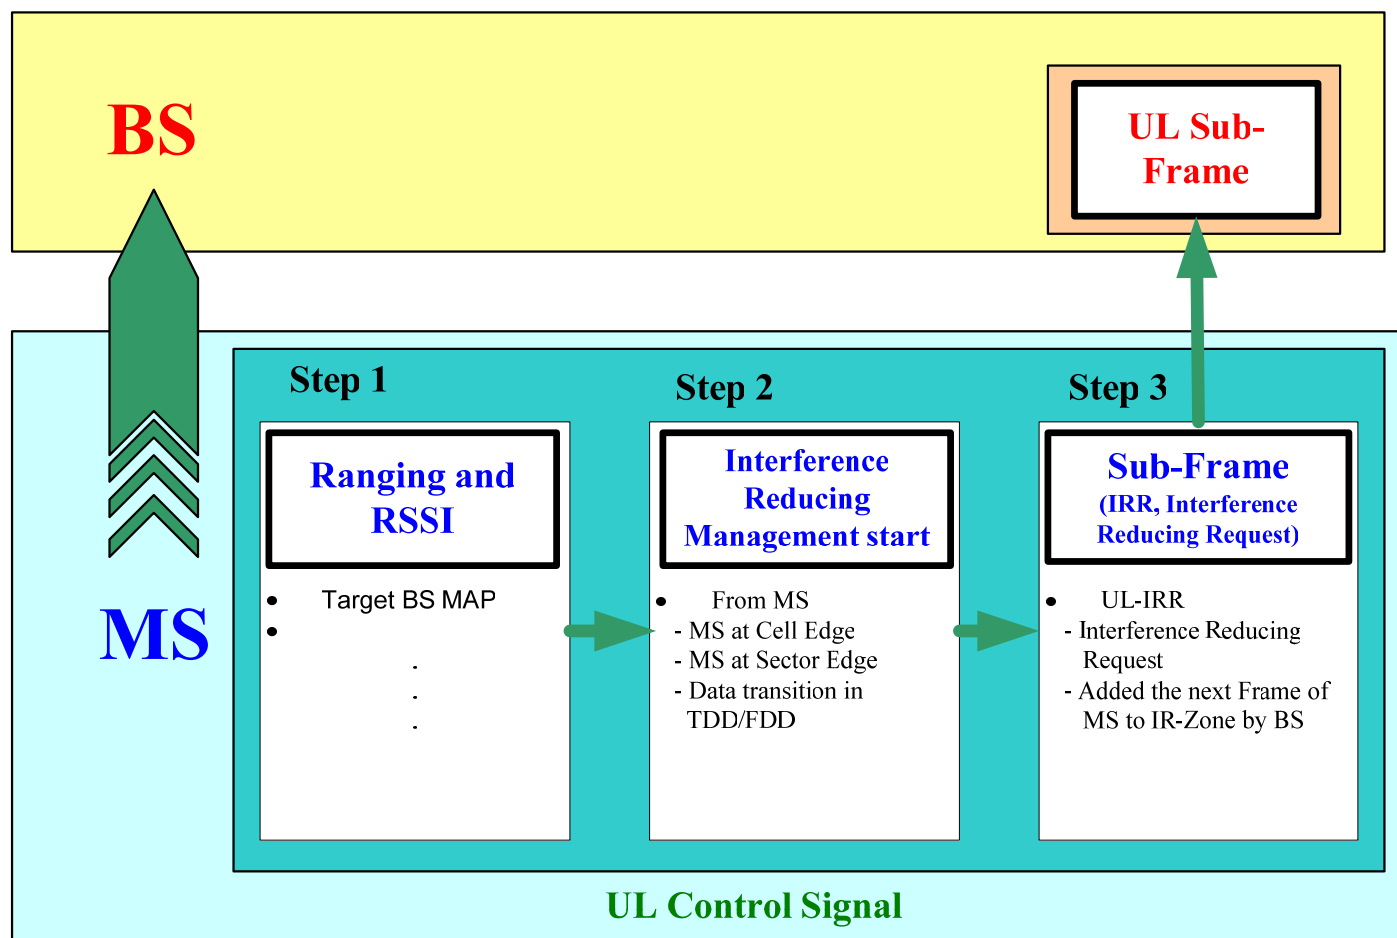 BS
UL Sub-
Frame
MS
Step 1
Ranging and
RSSI
• Target BS MAP
•
.
.
.
Step 2
Interference
Reducing
Management start
• From MS
- MS at Cell Edge
- MS at Sector Edge
- Data transition in
TDD/FDD
Step 3
Sub-Frame
(IRR, Interference
Reducing Request)
• UL-IRR
- Interference Reducing
Request
- Added the next Frame of
MS to IR-Zone by BS
UL Control Signal